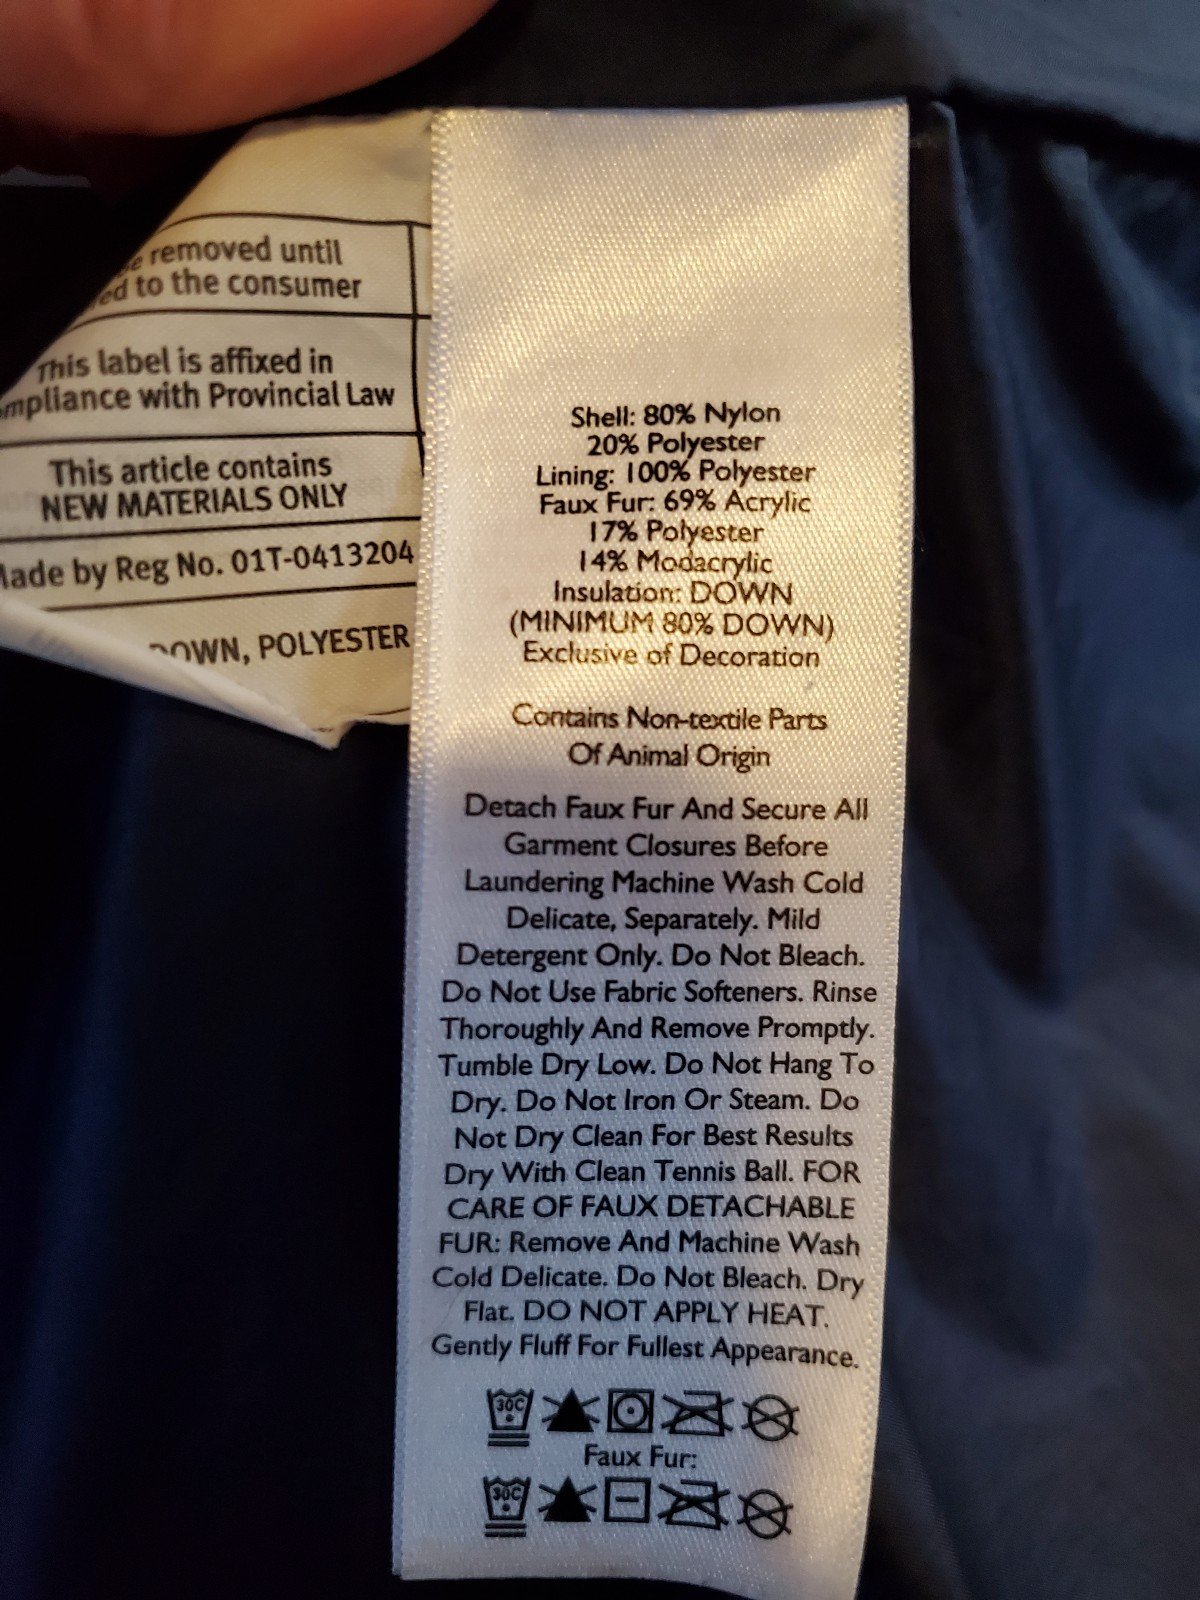 removed until
to the consumer
This label is affixed in
with Provincial Law
This article contains
NEW MATERIALS ONLY
by Reg No. 01T-0413204
DOWN, POLYESTER
Shell: 80% Nylon
20% Polyester
Lining: 100% Polyester
Faux Fur: 69% Acrylic
17% Polyester
14% Modacrylic
Insulation: DOWN
(MINIMUM 80% DOWN)
Exclusive of Decoration
Contains Non-textile Parts
Of Animal Origin
Detach Faux Fur And Secure All
Garment Closures Before
Laundering Machine Wash Cold
Delicate, Separately. Mild
Detergent Only. Do Not Bleach.
Do Not Use Fabric Softeners. Rinse
Thoroughly And Remove Promptly.
Tumble Dry Low. Do Not Hang To
Dry. Do Not Iron Or Steam. Do
Not Dry Clean For Best Results
Dry With Clean Tennis Ball. FOR
CARE OF FAUX DETACHABLE
FUR: Remove And Machine Wash
Cold Delicate. Do Not Bleach. Dry
Flat. DO NOT APPLY HEAT.
Gently Fluff For Fullest Appearance.
30C
Faux Fur:
30C